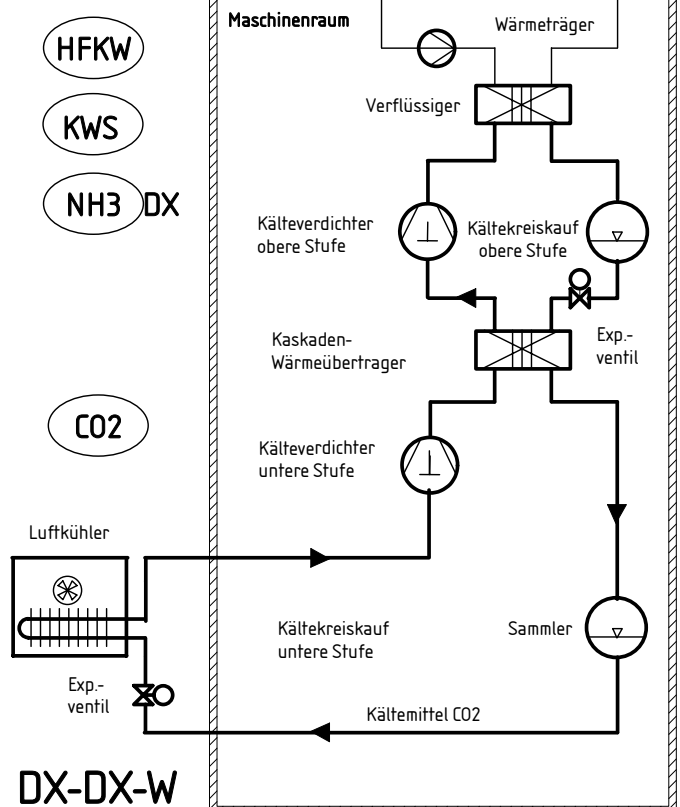 HFKW
KWS
NH3 DX
CO2
Luftkühler
Exp.-
ventil
DX-DX-W
Maschinenraum
Wärmeträger
Verflüssiger
Kälteverdichter
obere Stufe
Kältekreiskauf
obere Stufe
Kaskaden-
Wärmeübertrager
Exp.-
ventil
Kälteverdichter
untere Stufe
Kältekreiskauf
untere Stufe
Sammler
Kältemittel CO2